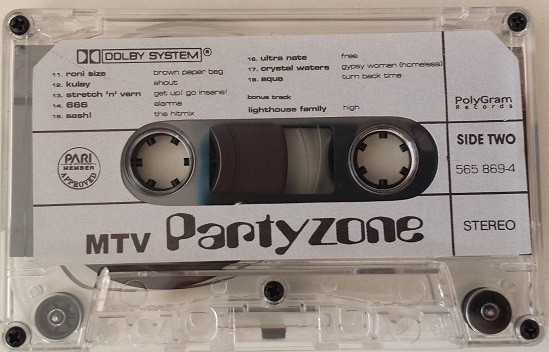 DOLBY SYSTEM®
11. roni size brown paper bag
12. kulay shout
13. stretch 'n' vern get up! go insane!
14. 666 alarma
15. sash! the hitmix
16. ultra nate free
17. crystal waters gypsy woman (homeless)
18. aqua turn back time
bonus track
lighthouse family high
PolyGram
Records
PARI
MEMBER
APPROVED
SIDE TWO
565 869-4
STEREO
MTV Partyzone